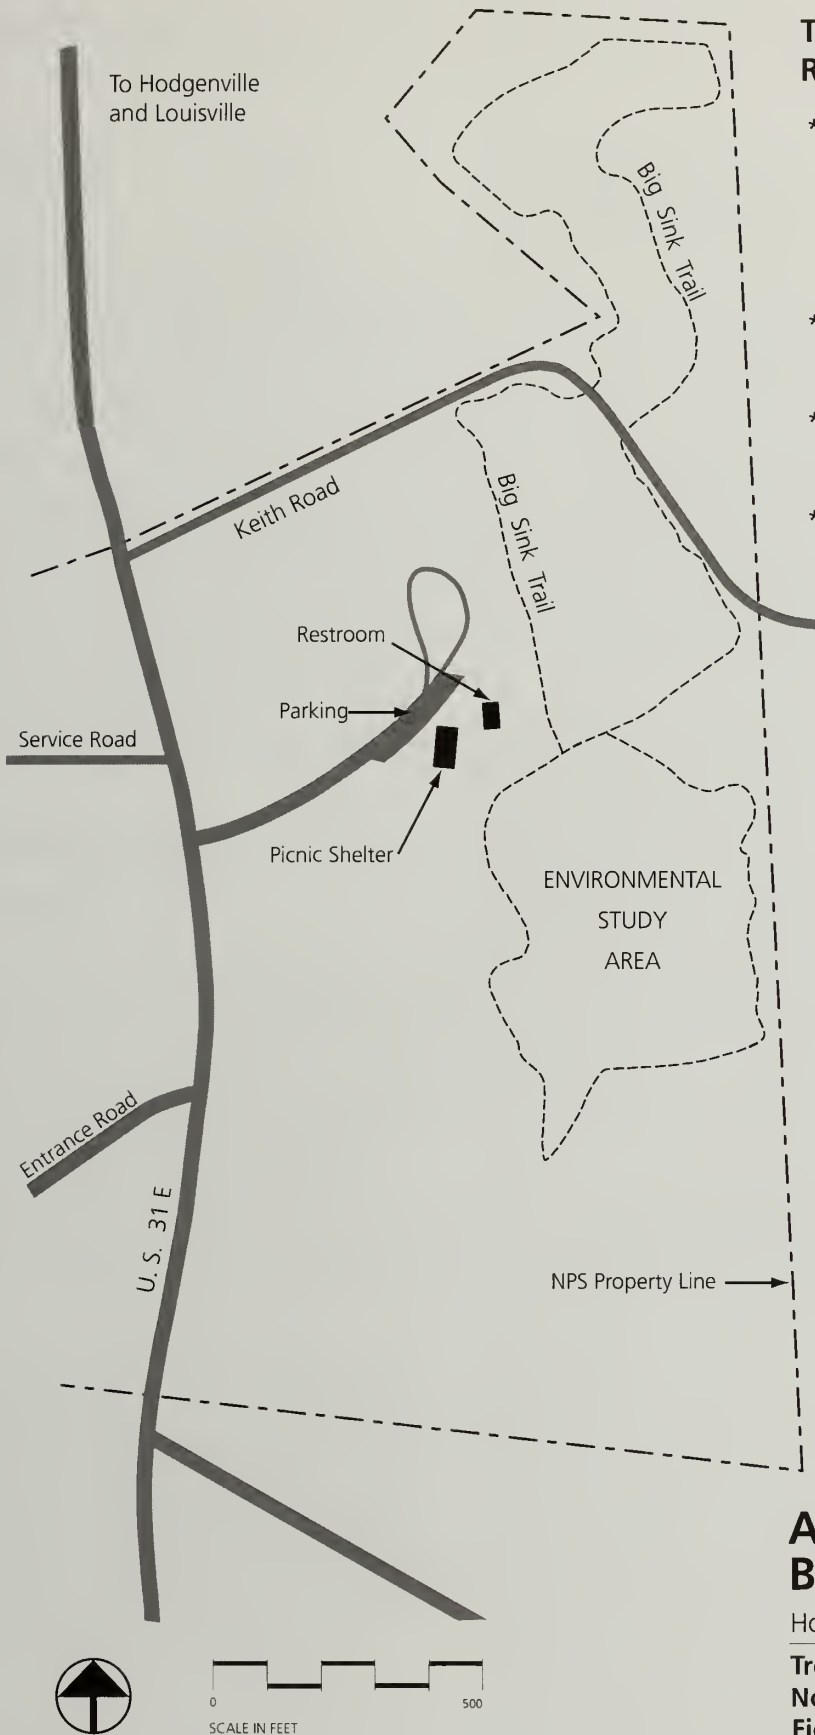 To Hodgenville
and Louisville
Big Sink Trail
Keith Road
Big Sink Trail
Restroom
Parking
Service Road
Picnic Shelter
ENVIRONMENTAL
STUDY
AREA
Entrance Road
U.S. 31E
NPS Property Line
0 500
SCALE IN FEET
*
*
*
*